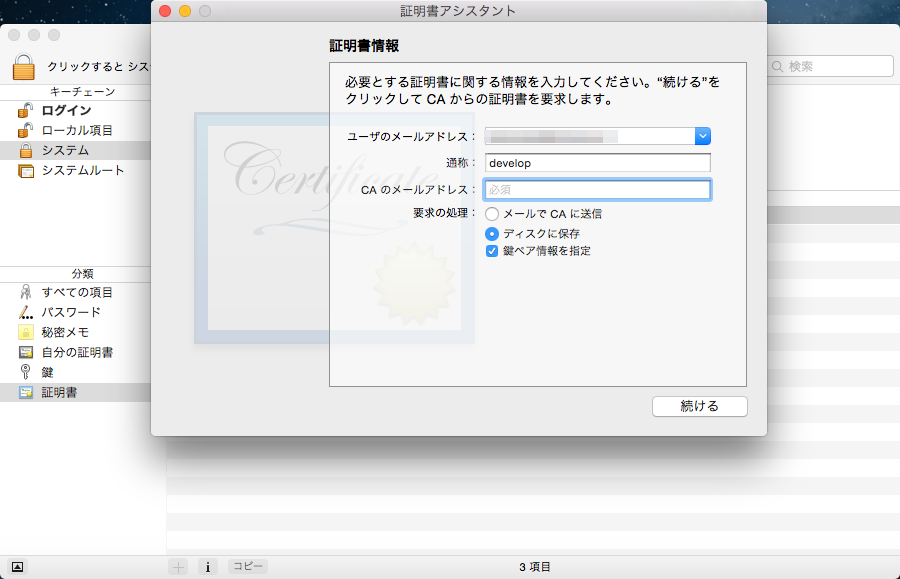 証明書アシスタント
クリックすると シス
検索
キーチェーン
ログイン
ローカル項目
システム
システムルート
分類
すべての項目
パスワード
秘密メモ
自分の証明書
鍵
証明書
証明書情報
必要とする証明書に関する情報を入力してください。“続ける”を
クリックして CA からの証明書を要求します。
Certificate
ユーザのメールアドレス：
通称： develop
CA のメールアドレス： 必須
要求の処理： メールで CA に送信
ディスクに保存
鍵ペア情報を指定
続ける
コピー
3 項目